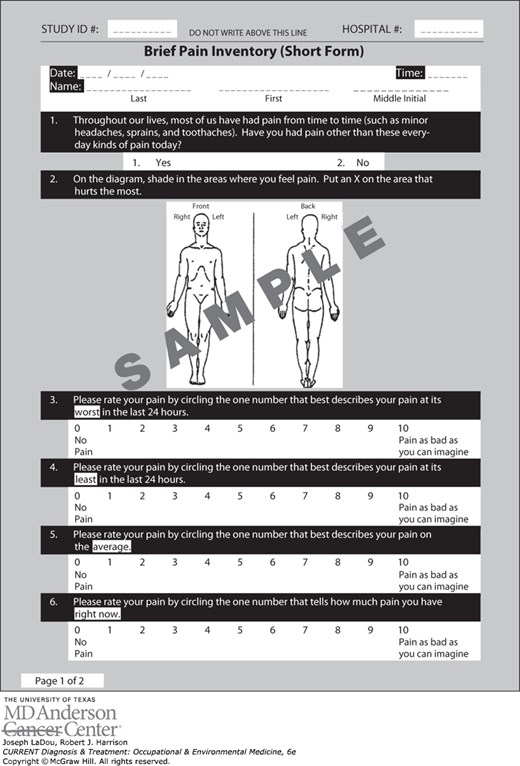 STUDY ID #: __________ DO NOT WRITE ABOVE THIS LINE HOSPITAL #: __________
Brief Pain Inventory (Short Form)
Date: ____ / ____ / ____ Time: ______
Name: __________________ __________________ __________________
Last First Middle Initial
1. Throughout our lives, most of us have had pain from time to time (such as minor
headaches, sprains, and toothaches). Have you had pain other than these every-
day kinds of pain today?
1. Yes 2. No
2. On the diagram, shade in the areas where you feel pain. Put an X on the area that
hurts the most.
Front Back
Right Left Left Right
SAMPLE
3. Please rate your pain by circling the one number that best describes your pain at its
worst in the last 24 hours.
0 1 2 3 4 5 6 7 8 9 10
No Pain as bad as
Pain you can imagine
4. Please rate your pain by circling the one number that best describes your pain at its
least in the last 24 hours.
0 1 2 3 4 5 6 7 8 9 10
No Pain as bad as
Pain you can imagine
5. Please rate your pain by circling the one number that best describes your pain on
the average.
0 1 2 3 4 5 6 7 8 9 10
No Pain as bad as
Pain you can imagine
6. Please rate your pain by circling the one number that tells how much pain you have
right now.
0 1 2 3 4 5 6 7 8 9 10
No Pain as bad as
Pain you can imagine
Page 1 of 2
THE UNIVERSITY OF TEXAS
MD Anderson
Cancer Center®
Joseph LaDou, Robert J. Harrison
CURRENT Diagnosis & Treatment: Occupational & Environmental Medicine, 6e
Copyright © McGraw Hill. All rights reserved.